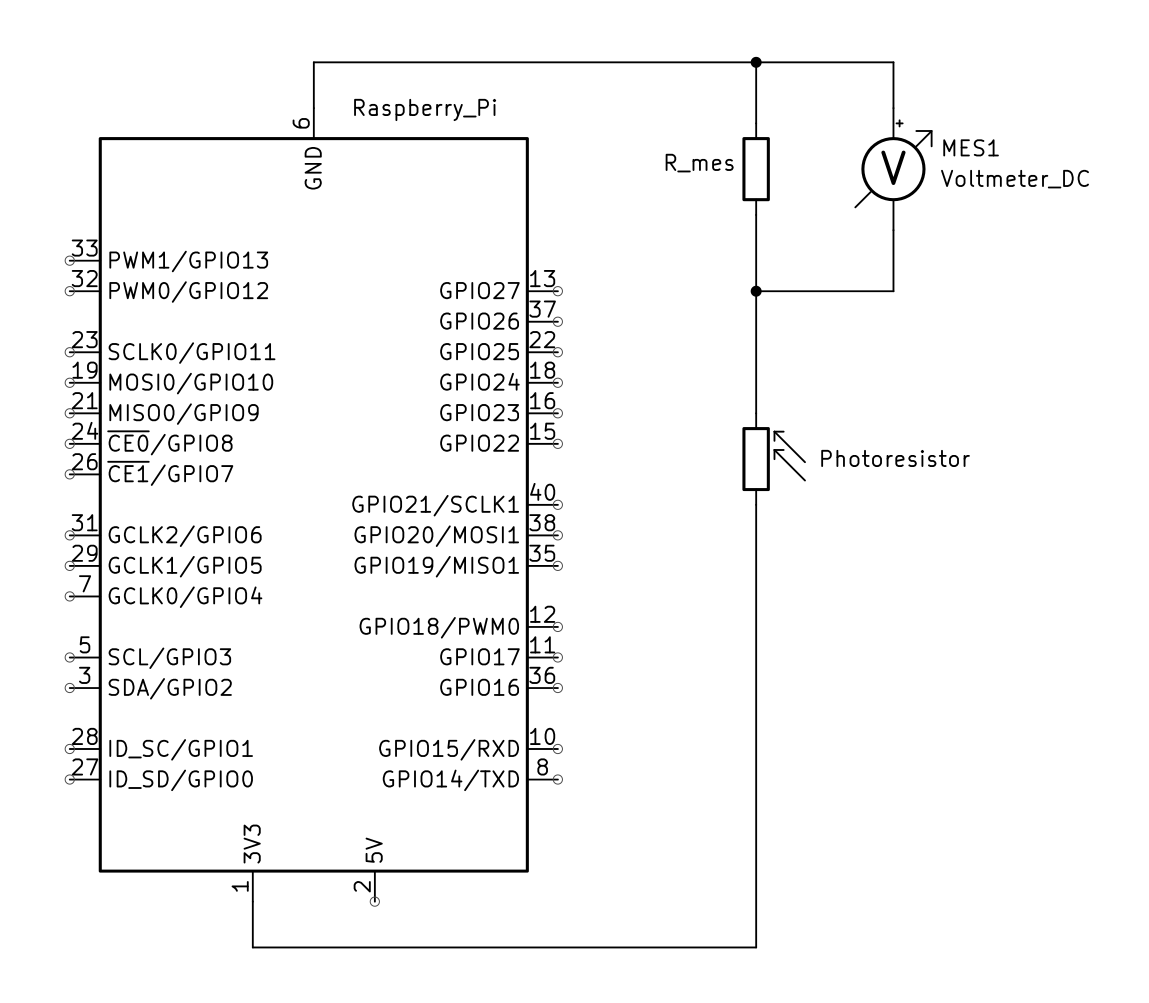 Raspberry_Pi
6
GND
R_mes
+
V
MES1
Voltmeter_DC
33
PWM1/GPIO13
32
PWM0/GPIO12
GPIO27
13
GPIO26
37
23
SCLK0/GPIO11
GPIO25
22
19
MOSI0/GPIO10
GPIO24
18
21
MISO0/GPIO9
GPIO23
16
24
CE0/GPIO8
GPIO22
15
26
CE1/GPIO7
Photoresistor
GPIO21/SCLK1
40
31
GCLK2/GPIO6
GPIO20/MOSI1
38
29
GCLK1/GPIO5
GPIO19/MISO1
35
7
GCLK0/GPIO4
GPIO18/PWM0
12
5
SCL/GPIO3
GPIO17
11
3
SDA/GPIO2
GPIO16
36
28
ID_SC/GPIO1
GPIO15/RXD
10
27
ID_SD/GPIO0
GPIO14/TXD
8
3V3
5V
1
2